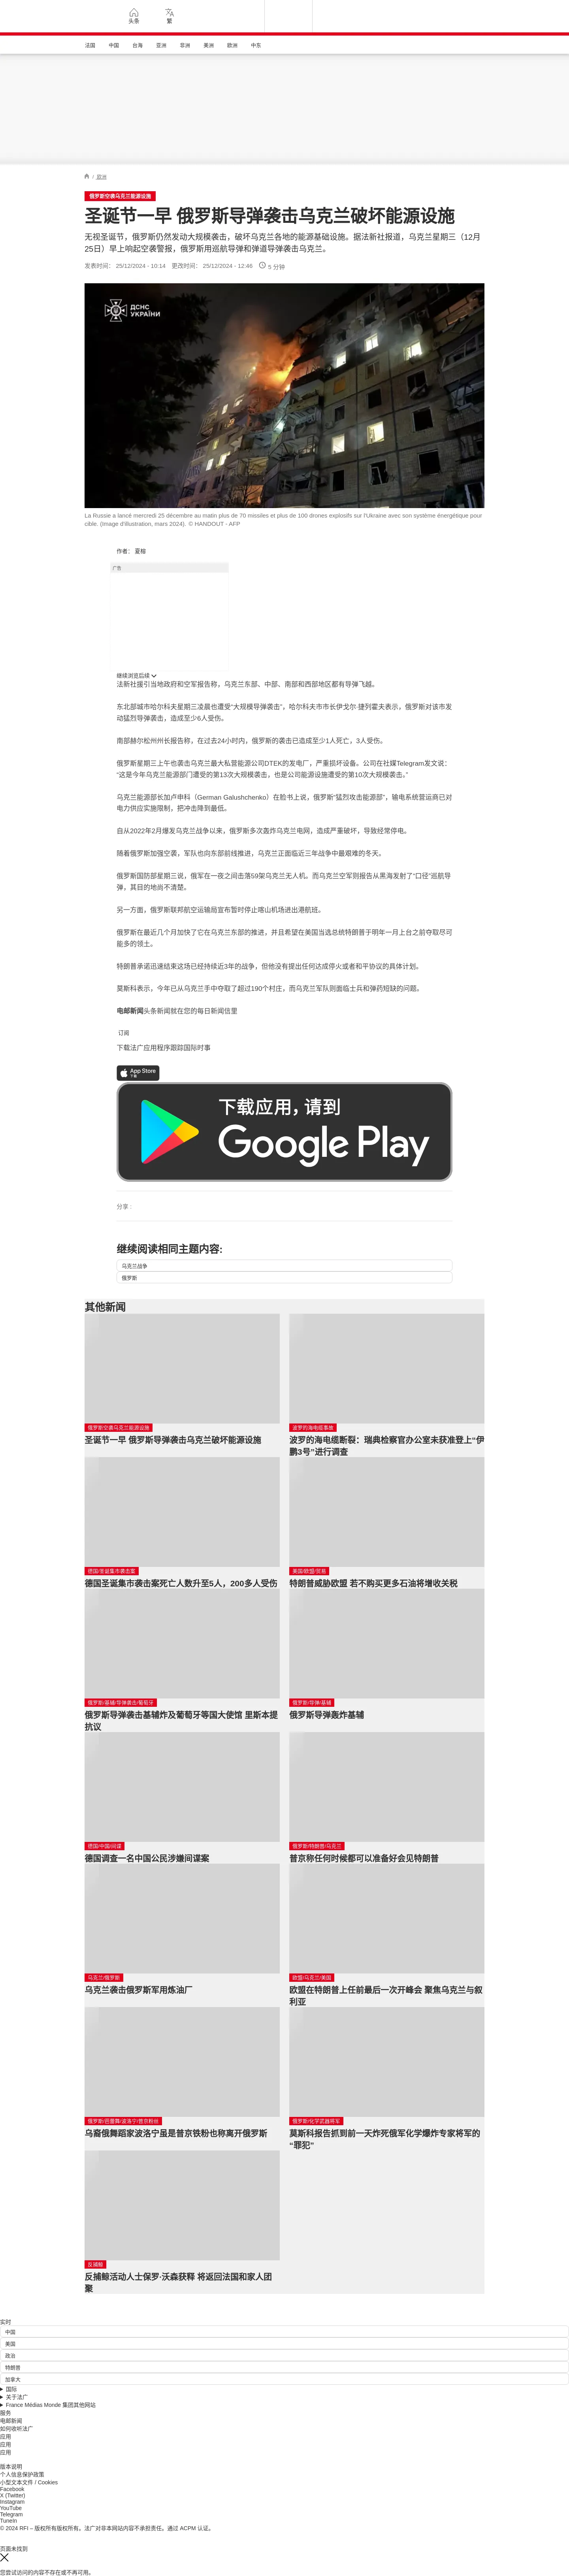 头条
繁
法国
中国
台海
亚洲
非洲
美洲
欧洲
中东
/ 欧洲
俄罗斯空袭乌克兰能源设施
圣诞节一早 俄罗斯导弹袭击乌克兰破坏能源设施
无视圣诞节，俄罗斯仍然发动大规模袭击，破坏乌克兰各地的能源基础设施。据法新社报道，乌克兰星期三（12月25日）早上响起空袭警报，俄罗斯用巡航导弹和弹道导弹袭击乌克兰。
发表时间： 25/12/2024 - 10:14 更改时间： 25/12/2024 - 12:46 5 分钟
ДСНС
УКРАЇНИ
La Russie a lancé mercredi 25 décembre au matin plus de 70 missiles et plus de 100 drones explosifs sur l'Ukraine avec son système énergétique pour cible. (Image d'illustration, mars 2024). © HANDOUT - AFP
作者： 夏榕
广告
继续浏览后续
法新社援引当地政府和空军报告称，乌克兰东部、中部、南部和西部地区都有导弹飞越。
东北部城市哈尔科夫星期三凌晨也遭受“大规模导弹袭击”，哈尔科夫市市长伊戈尔·捷列霍夫表示，俄罗斯对该市发动猛烈导弹袭击，造成至少6人受伤。
南部赫尔松州州长报告称，在过去24小时内，俄罗斯的袭击已造成至少1人死亡，3人受伤。
俄罗斯星期三上午也袭击乌克兰最大私营能源公司DTEK的发电厂，严重损坏设备。公司在社媒Telegram发文说：“这是今年乌克兰能源部门遭受的第13次大规模袭击，也是公司能源设施遭受的第10次大规模袭击。”
乌克兰能源部长加卢申科（German Galushchenko）在脸书上说，俄罗斯“猛烈攻击能源部”，输电系统营运商已对电力供应实施限制，把冲击降到最低。
自从2022年2月爆发乌克兰战争以来，俄罗斯多次轰炸乌克兰电网，造成严重破坏，导致经常停电。
随着俄罗斯加强空袭，军队也向东部前线推进，乌克兰正面临近三年战争中最艰难的冬天。
俄罗斯国防部星期三说，俄军在一夜之间击落59架乌克兰无人机。而乌克兰空军则报告从黑海发射了“口径”巡航导弹，其目的地尚不清楚。
另一方面，俄罗斯联邦航空运输局宣布暂时停止喀山机场进出港航班。
俄罗斯在最近几个月加快了它在乌克兰东部的推进，并且希望在美国当选总统特朗普于明年一月上台之前夺取尽可能多的领土。
特朗普承诺迅速结束这场已经持续近3年的战争，但他没有提出任何达成停火或者和平协议的具体计划。
莫斯科表示，今年已从乌克兰手中夺取了超过190个村庄，而乌克兰军队则面临士兵和弹药短缺的问题。
电邮新闻头条新闻就在您的每日新闻信里
订阅
下载法广应用程序跟踪国际时事
App Store
下载
下载应用，请到
Google Play
分享 :
继续阅读相同主题内容:
乌克兰战争
俄罗斯
其他新闻
俄罗斯空袭乌克兰能源设施
圣诞节一早 俄罗斯导弹袭击乌克兰破坏能源设施
波罗的海电缆事故
波罗的海电缆断裂：瑞典检察官办公室未获准登上“伊鹏3号”进行调查
德国/圣诞集市袭击案
德国圣诞集市袭击案死亡人数升至5人，200多人受伤
美国/欧盟/贸易
特朗普威胁欧盟 若不购买更多石油将增收关税
俄罗斯/基辅/导弹袭击/葡萄牙
俄罗斯导弹袭击基辅炸及葡萄牙等国大使馆 里斯本提抗议
俄罗斯/导弹/基辅
俄罗斯导弹轰炸基辅
德国/中国/间谍
德国调查一名中国公民涉嫌间谍案
俄罗斯/特朗普/乌克兰
普京称任何时候都可以准备好会见特朗普
乌克兰/俄罗斯
乌克兰袭击俄罗斯军用炼油厂
欧盟/乌克兰/美国
欧盟在特朗普上任前最后一次开峰会 聚焦乌克兰与叙利亚
俄罗斯/芭蕾舞/波洛宁/普京粉丝
乌裔俄舞蹈家波洛宁虽是普京铁粉也称离开俄罗斯
俄罗斯/化学武器将军
莫斯科报告抓到前一天炸死俄军化学爆炸专家将军的“罪犯”
反捕鲸
反捕鲸活动人士保罗·沃森获释 将返回法国和家人团聚
实时
中国
美国
政治
特朗普
加拿大
国际
关于法广
France Médias Monde 集团其他网站
服务
电邮新闻
如何收听法广
应用
应用
应用
版本说明
个人信息保护政策
小型文本文件 / Cookies
Facebook
X (Twitter)
Instagram
YouTube
Telegram
TuneIn
© 2024 RFI – 版权所有版权所有。法广对非本网站内容不承担责任。通过 ACPM 认证。
页面未找到
您尝试访问的内容不存在或不再可用。